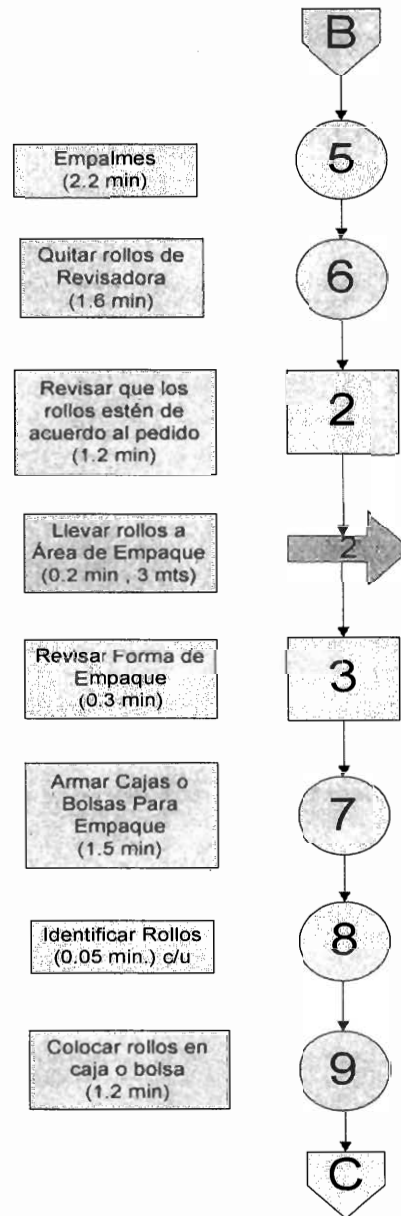 B
Empalmes
(2.2 min)
5
Quitar rollos de
Revisadora
(1.6 min)
6
Revisar que los
rollos estén de
acuerdo al pedido
(1.2 min)
2
Llevar rollos a
Área de Empaque
(0.2 min , 3 mts)
2
Revisar Forma de
Empaque
(0.3 min)
3
Armar Cajas o
Bolsas Para
Empaque
(1.5 min)
7
Identificar Rollos
(0.05 min.) c/u
8
Colocar rollos en
caja o bolsa
(1.2 min)
9
C